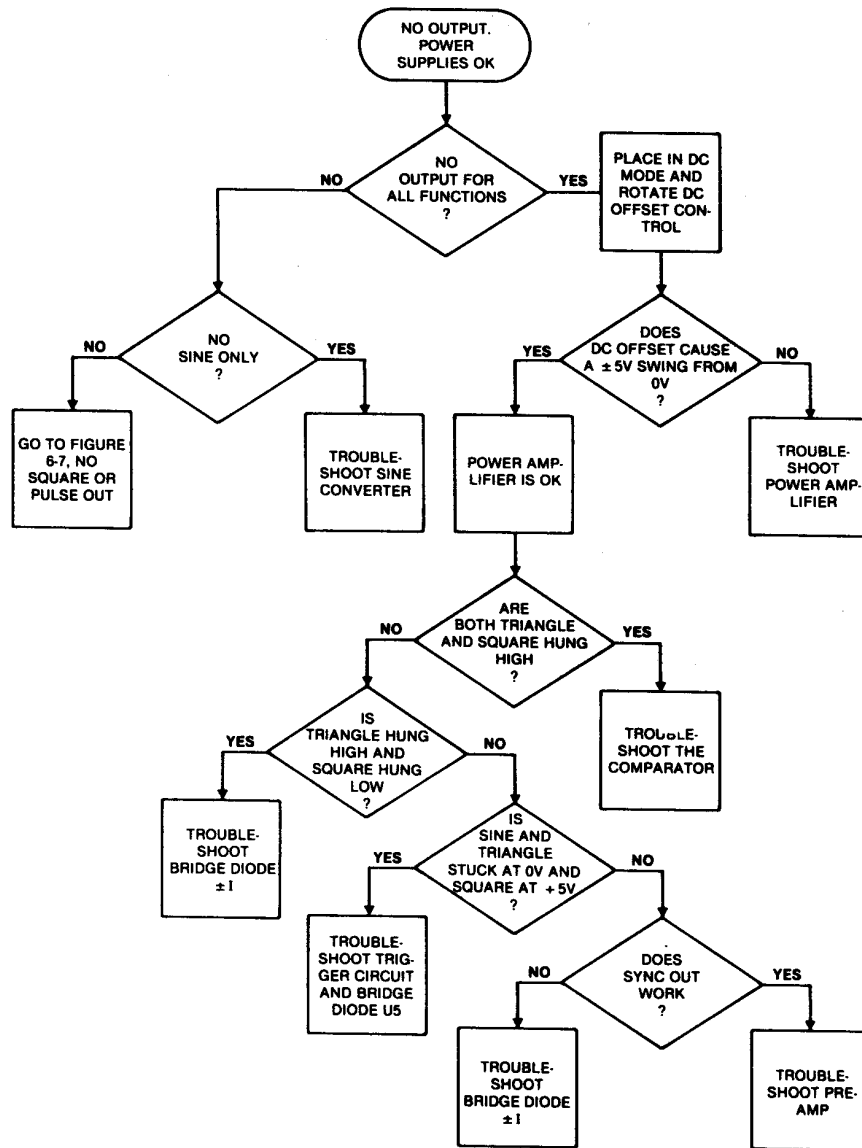 NO OUTPUT.
POWER
SUPPLIES OK
NO
OUTPUT FOR
ALL FUNCTIONS
?
NO
YES
PLACE IN DC
MODE AND
ROTATE DC
OFFSET CON-
TROL
NO
SINE ONLY
?
NO
YES
DOES
DC OFFSET CAUSE
A ± 5V SWING FROM
0V
?
YES
NO
GO TO FIGURE
6-7, NO
SQUARE OR
PULSE OUT
TROUBLE-
SHOOT SINE
CONVERTER
POWER AMP-
LIFIER IS OK
TROUBLE-
SHOOT
POWER AMP-
LIFIER
ARE
BOTH TRIANGLE
AND SQUARE HUNG
HIGH
?
NO
YES
IS
TRIANGLE HUNG
HIGH AND
SQUARE HUNG
LOW
?
YES
NO
TROUBLE-
SHOOT THE
COMPARATOR
TROUBLE-
SHOOT
BRIDGE DIODE
± I
IS
SINE AND
TRIANGLE
STUCK AT 0V AND
SQUARE AT + 5V
?
YES
NO
TROUBLE-
SHOOT TRIG-
GER CIRCUIT
AND BRIDGE
DIODE U5
DOES
SYNC OUT
WORK
?
NO
YES
TROUBLE-
SHOOT
BRIDGE DIODE
± I
TROUBLE-
SHOOT PRE-
AMP